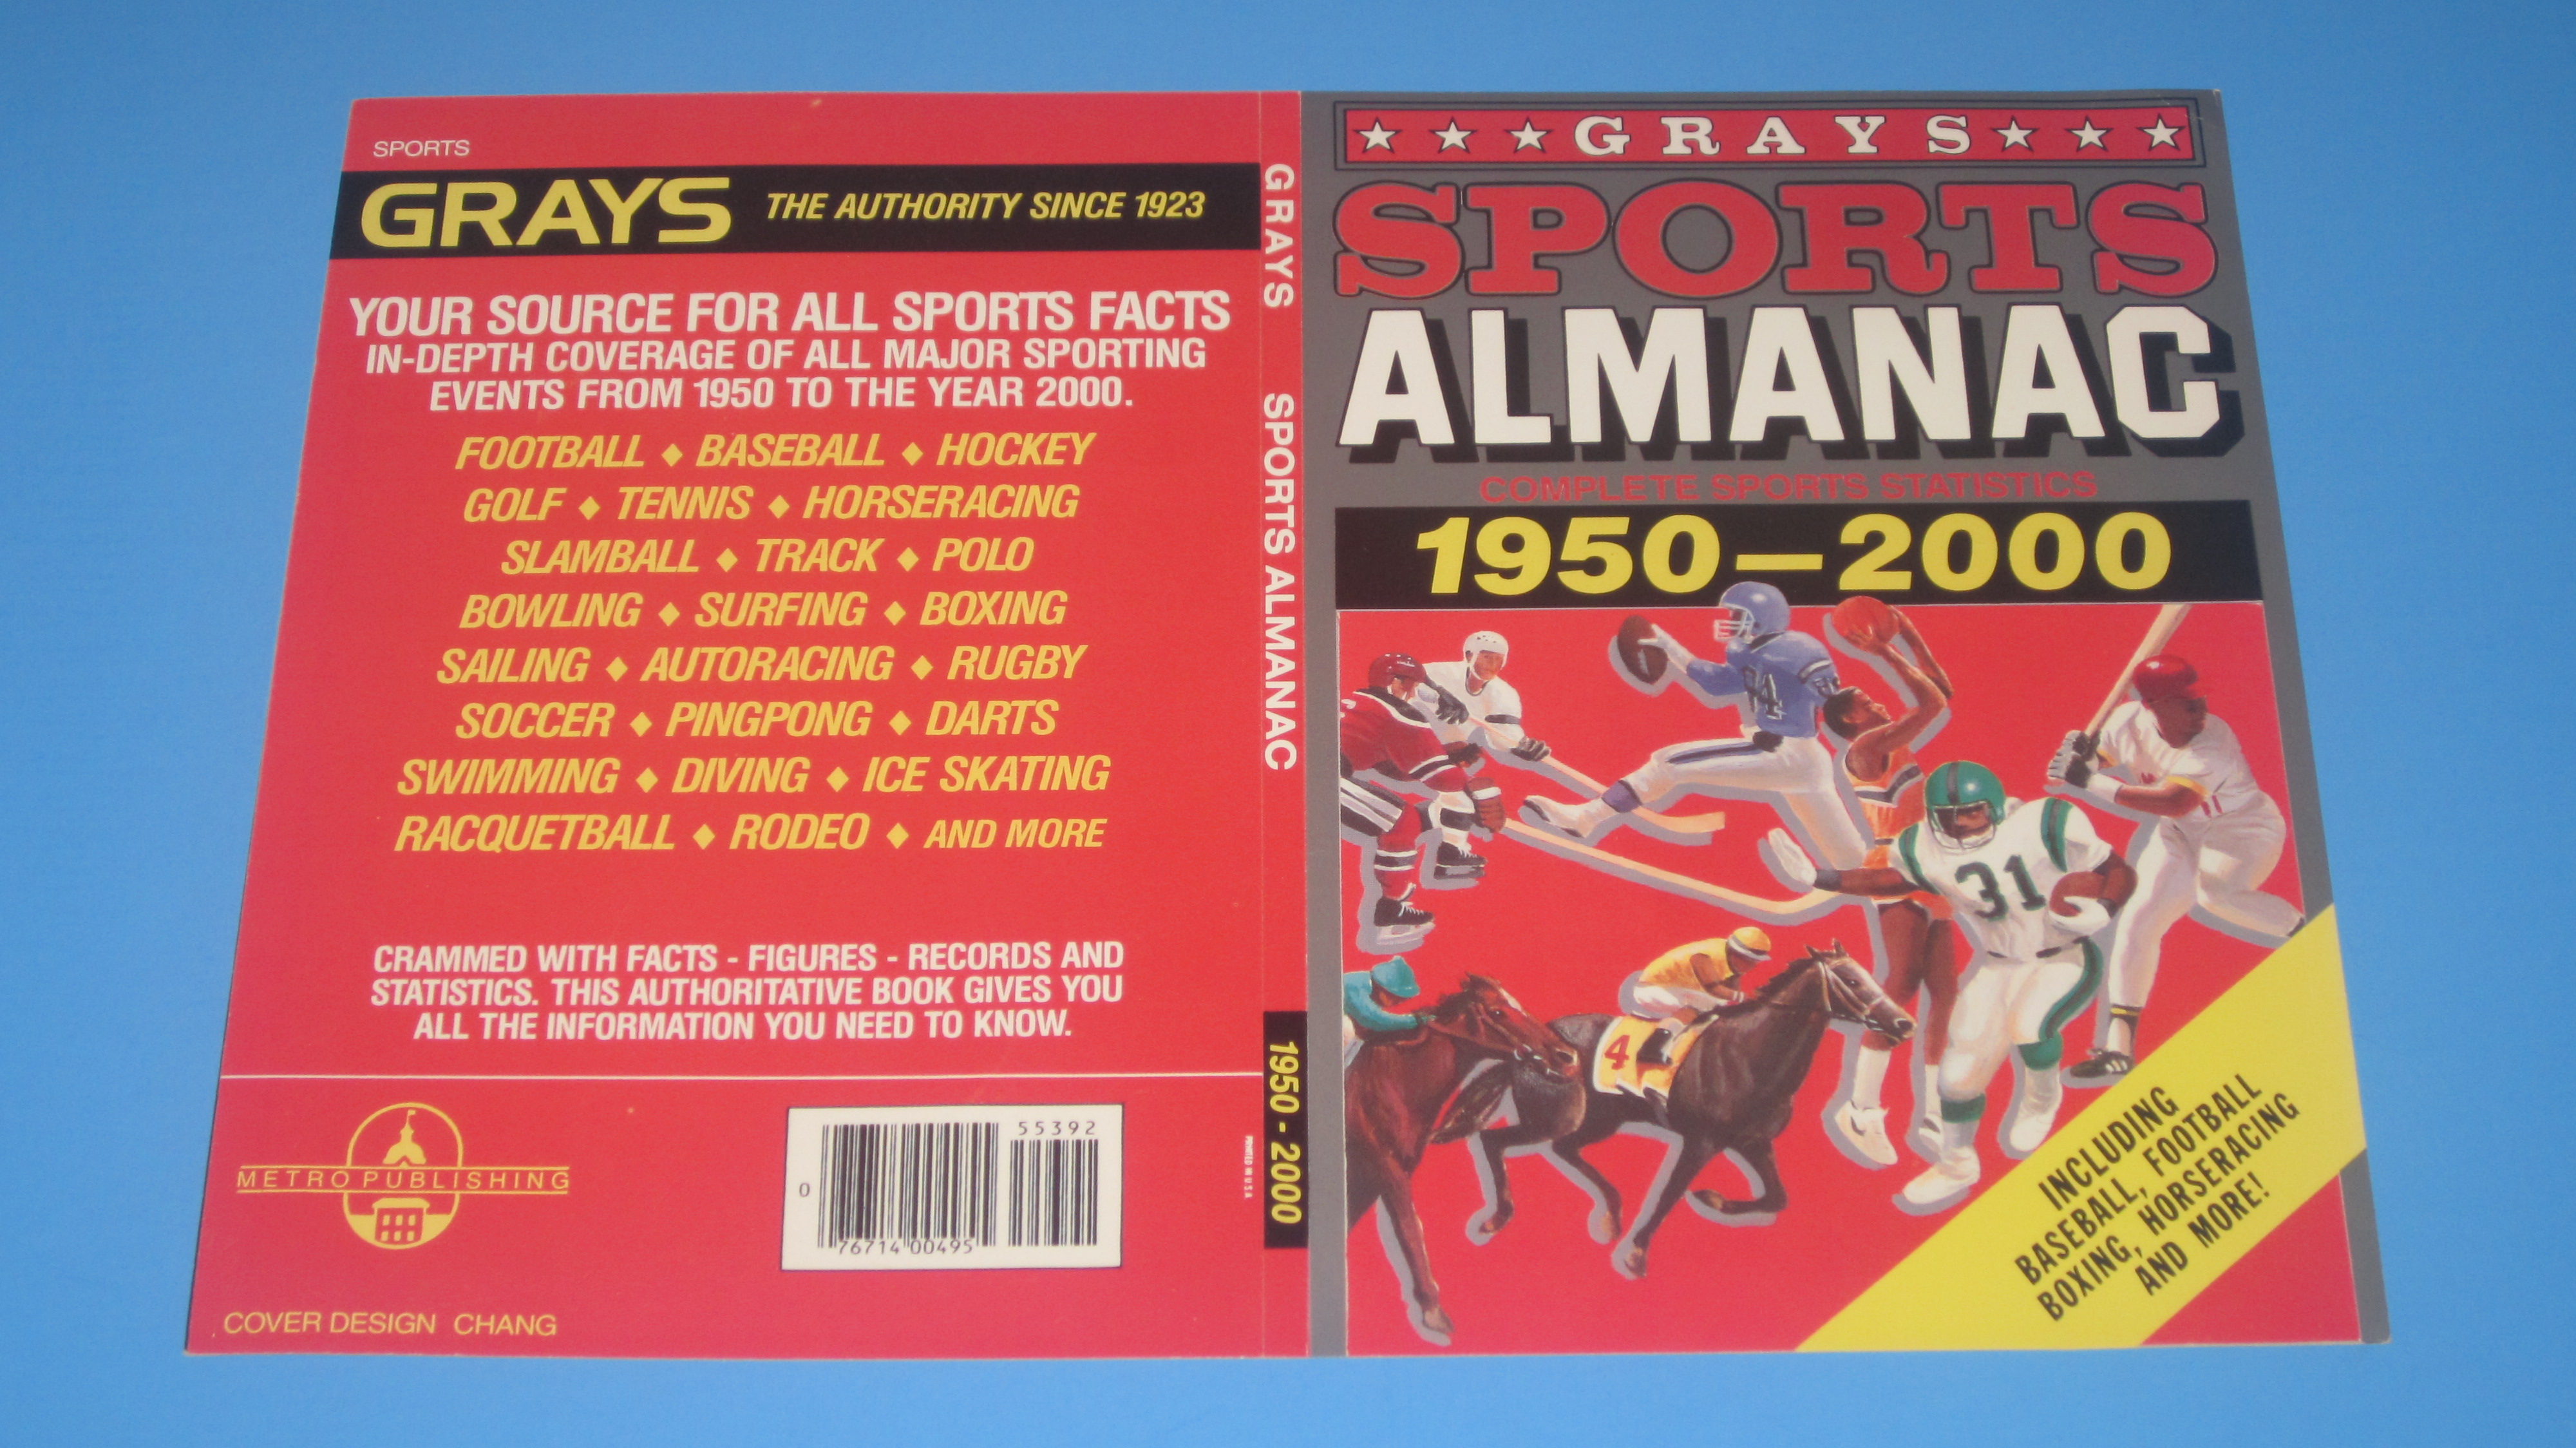 SPORTS
GRAYS THE AUTHORITY SINCE 1923
YOUR SOURCE FOR ALL SPORTS FACTS
IN-DEPTH COVERAGE OF ALL MAJOR SPORTING
EVENTS FROM 1950 TO THE YEAR 2000.
FOOTBALL ◆ BASEBALL ◆ HOCKEY
GOLF ◆ TENNIS ◆ HORSERACING
SLAMBALL ◆ TRACK ◆ POLO
BOWLING ◆ SURFING ◆ BOXING
SAILING ◆ AUTORACING ◆ RUGBY
SOCCER ◆ PINGPONG ◆ DARTS
SWIMMING ◆ DIVING ◆ ICE SKATING
RACQUETBALL ◆ RODEO ◆ AND MORE
CRAMMED WITH FACTS - FIGURES - RECORDS AND
STATISTICS. THIS AUTHORITATIVE BOOK GIVES YOU
ALL THE INFORMATION YOU NEED TO KNOW.
METRO PUBLISHING
55392
0 76714 00495
COVER DESIGN CHANG
PRINTED IN U.S.A
GRAYS SPORTS ALMANAC 1950 - 2000
★ ★ ★ GRAYS ★ ★ ★
SPORTS
ALMANAC
COMPLETE SPORTS STATISTICS
1950—2000
84
31
4
INCLUDING
BASEBALL, FOOTBALL
BOXING, HORSERACING
AND MORE!